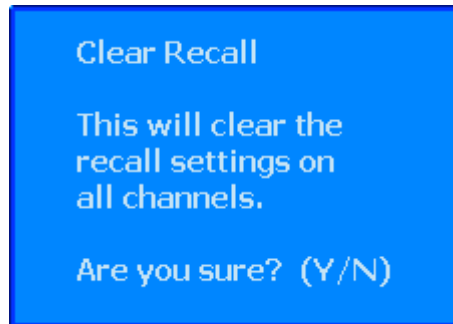 Clear Recall
This will clear the
recall settings on
all channels.
Are you sure? (Y/N)